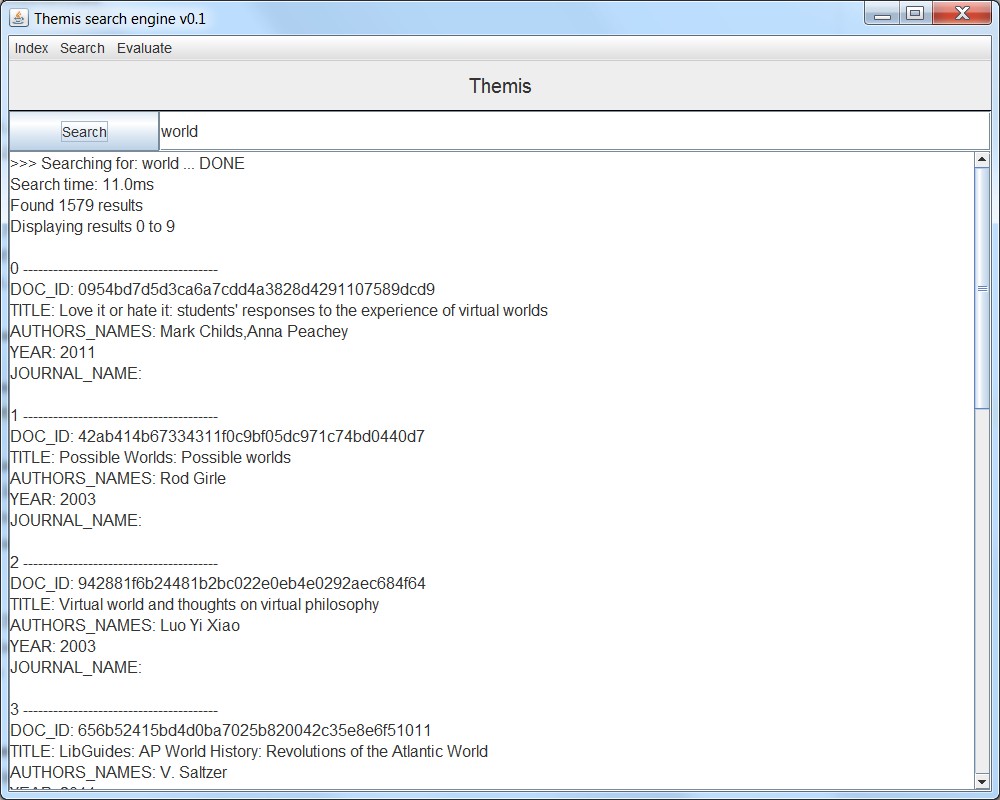 Themis search engine v0.1
Index Search Evaluate
Themis
Search world
>>> Searching for: world ... DONE
Search time: 11.0ms
Found 1579 results
Displaying results 0 to 9
0 ---------------------------------------
DOC_ID: 0954bd7d5d3ca6a7cdd4a3828d4291107589dcd9
TITLE: Love it or hate it: students' responses to the experience of virtual worlds
AUTHORS_NAMES: Mark Childs,Anna Peachey
YEAR: 2011
JOURNAL_NAME:
1 ---------------------------------------
DOC_ID: 42ab414b67334311f0c9bf05dc971c74bd0440d7
TITLE: Possible Worlds: Possible worlds
AUTHORS_NAMES: Rod Girle
YEAR: 2003
JOURNAL_NAME:
2 ---------------------------------------
DOC_ID: 942881f6b24481b2bc022e0eb4e0292aec684f64
TITLE: Virtual world and thoughts on virtual philosophy
AUTHORS_NAMES: Luo Yi Xiao
YEAR: 2003
JOURNAL_NAME:
3 ---------------------------------------
DOC_ID: 656b52415bd4d0ba7025b820042c35e8e6f51011
TITLE: LibGuides: AP World History: Revolutions of the Atlantic World
AUTHORS_NAMES: V. Saltzer